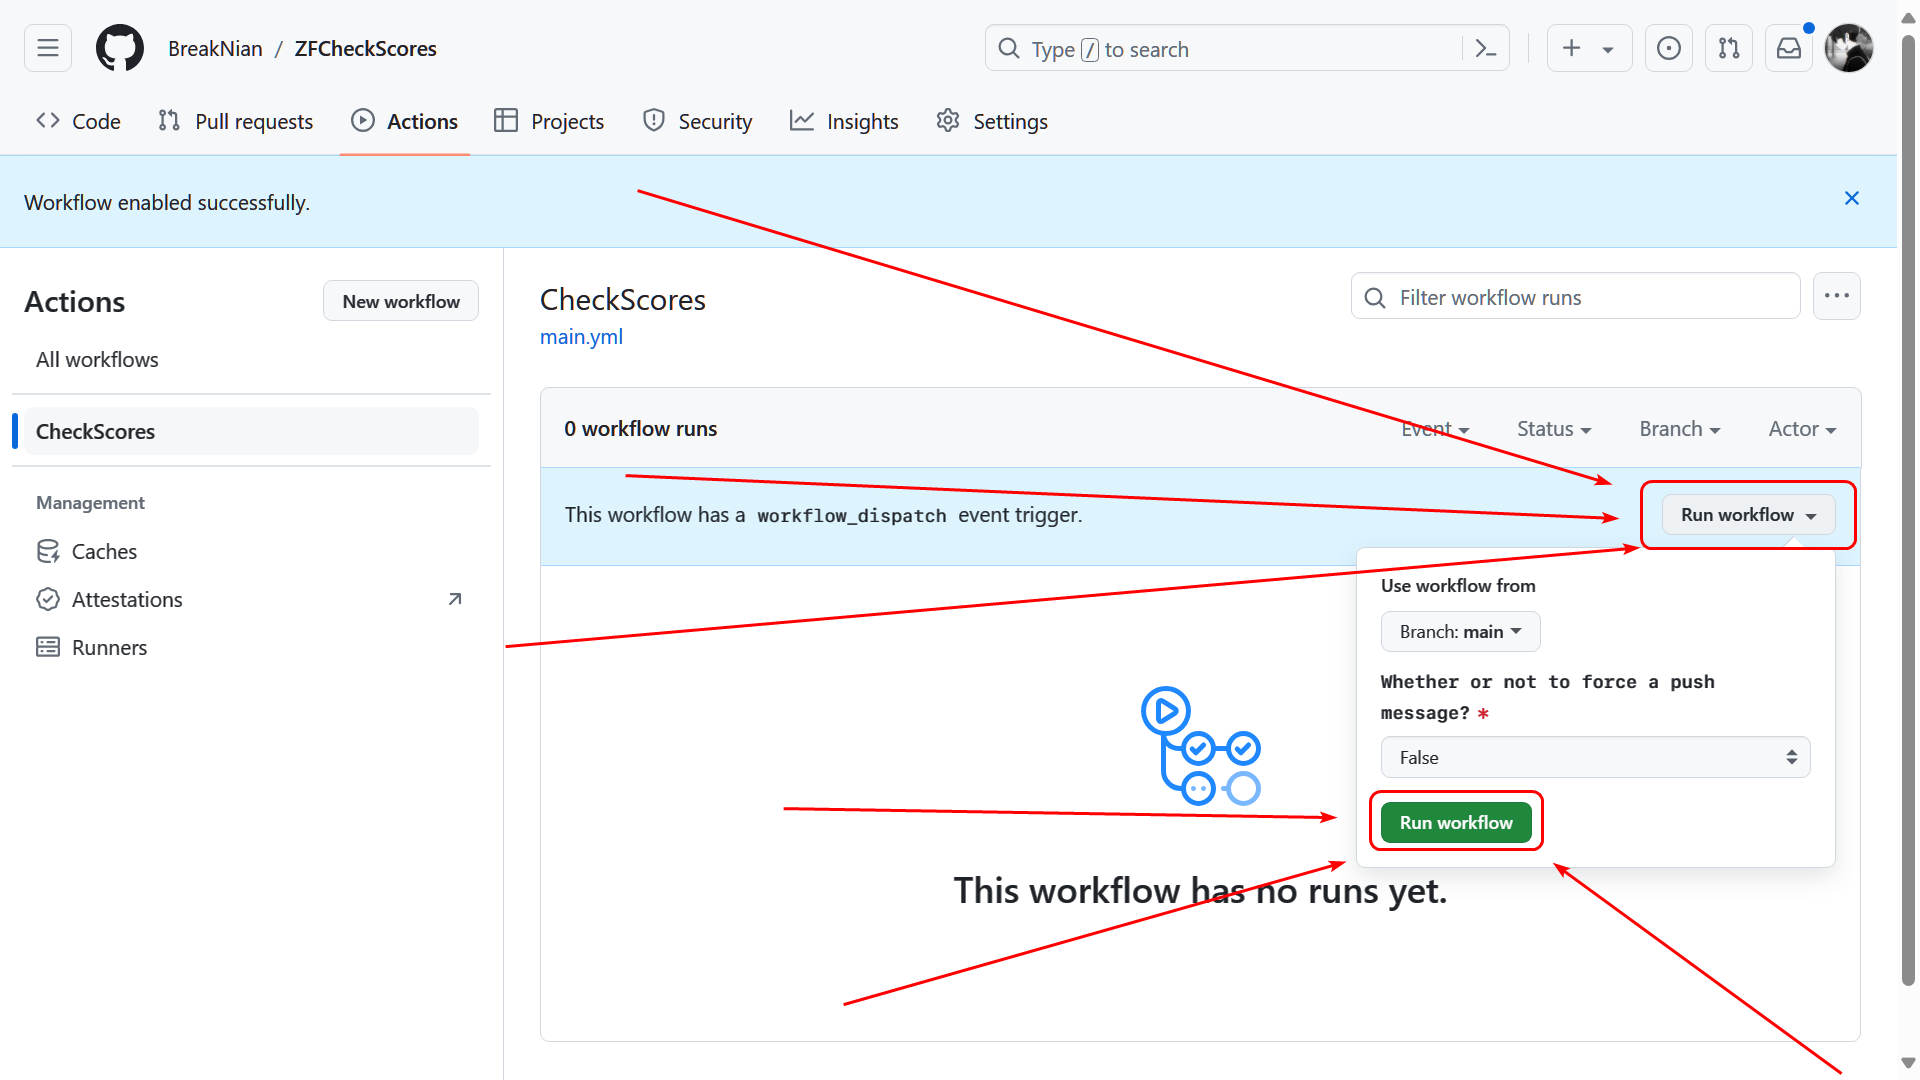 BreakNian / ZFCheckScores
Type / to search
Code
Pull requests
Actions
Projects
Security
Insights
Settings
Workflow enabled successfully.
Actions
New workflow
All workflows
CheckScores
Management
Caches
Attestations
Runners
CheckScores
main.yml
Filter workflow runs
0 workflow runs
Event
Status
Branch
Actor
This workflow has a workflow_dispatch event trigger.
Run workflow
Use workflow from
Branch: main
Whether or not to force a push
message? *
False
Run workflow
This workflow has no runs yet.